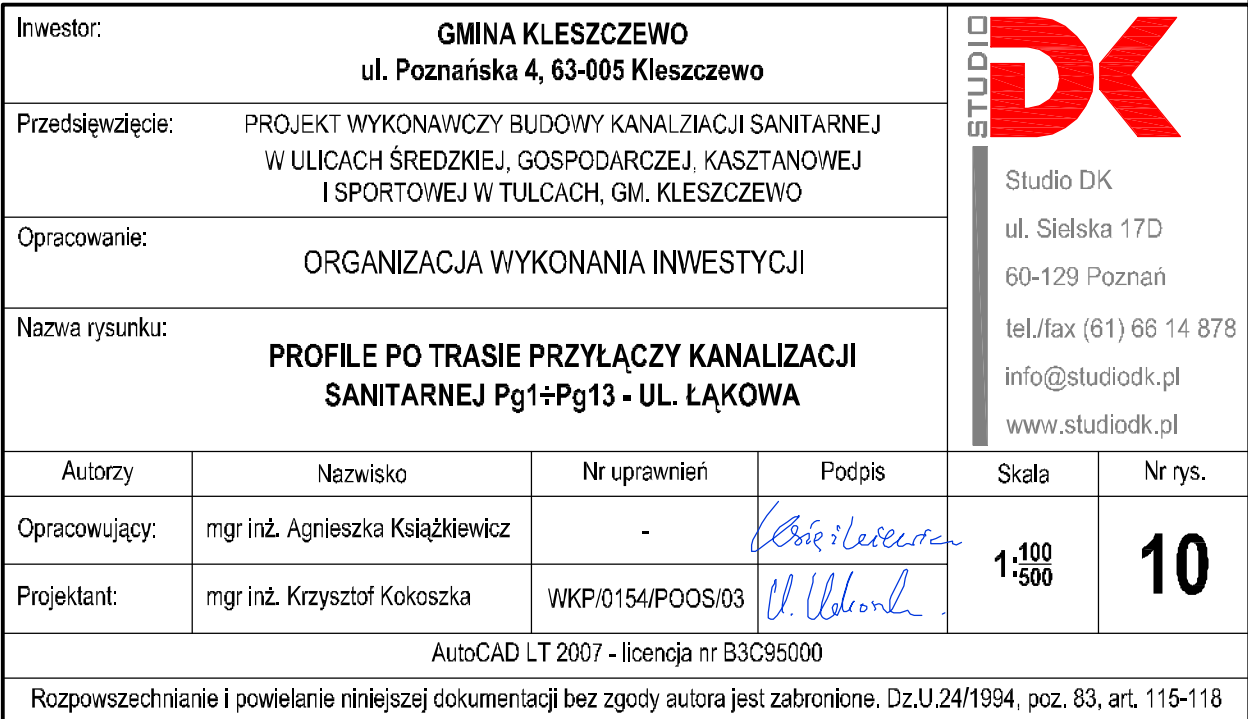 Inwestor:
GMINA KLESZCZEWO
ul. Poznańska 4, 63-005 Kleszczewo
Przedsięwzięcie:
PROJEKT WYKONAWCZY BUDOWY KANALZIACJI SANITARNEJ
W ULICACH ŚREDZKIEJ, GOSPODARCZEJ, KASZTANOWEJ
I SPORTOWEJ W TULCACH, GM. KLESZCZEWO
Opracowanie:
ORGANIZACJA WYKONANIA INWESTYCJI
Nazwa rysunku:
PROFILE PO TRASIE PRZYŁĄCZY KANALIZACJI
SANITARNEJ Pg1÷Pg13 - UL. ŁĄKOWA
STUDIO DK
Studio DK
ul. Sielska 17D
60-129 Poznań
tel./fax (61) 66 14 878
info@studiodk.pl
www.studiodk.pl
Autorzy Nazwisko Nr uprawnień Podpis Skala Nr rys.
Opracowujący: mgr inż. Agnieszka Książkiewicz - Książkiewicz
Projektant: mgr inż. Krzysztof Kokoszka WKP/0154/POOS/03
1:100/500
10
AutoCAD LT 2007 - licencja nr B3C95000
Rozpowszechnianie i powielanie niniejszej dokumentacji bez zgody autora jest zabronione. Dz.U.24/1994, poz. 83, art. 115-118